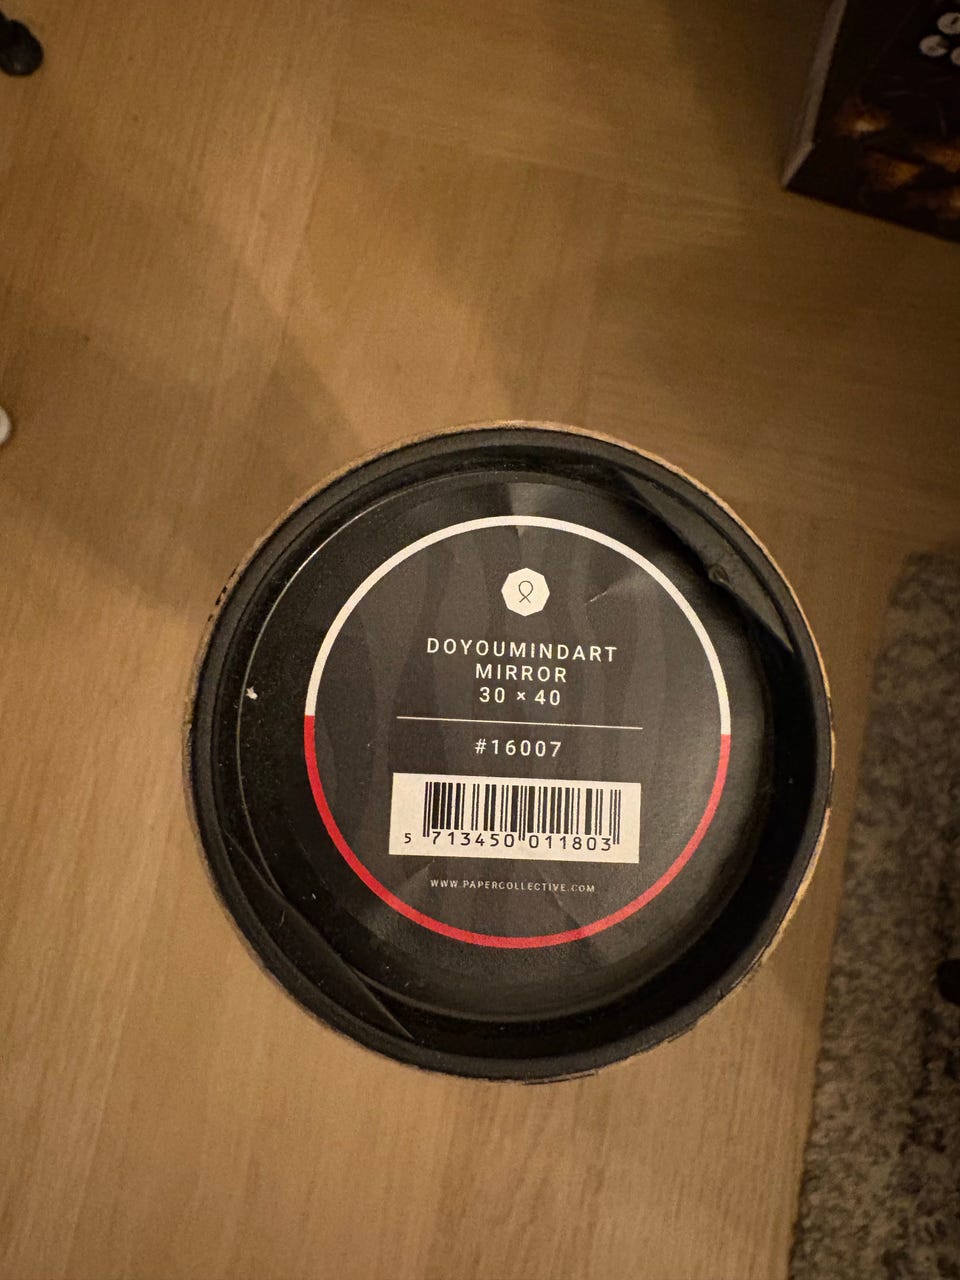 DOYOUMINDART
MIRROR
30 × 40
#16007
5 713450 011803
WWW.PAPERCOLLECTIVE.COM